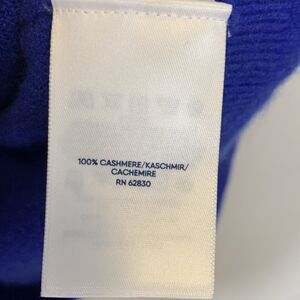 100% CASHMERE/KASCHMIR/
CACHEMIRE
RN 62830